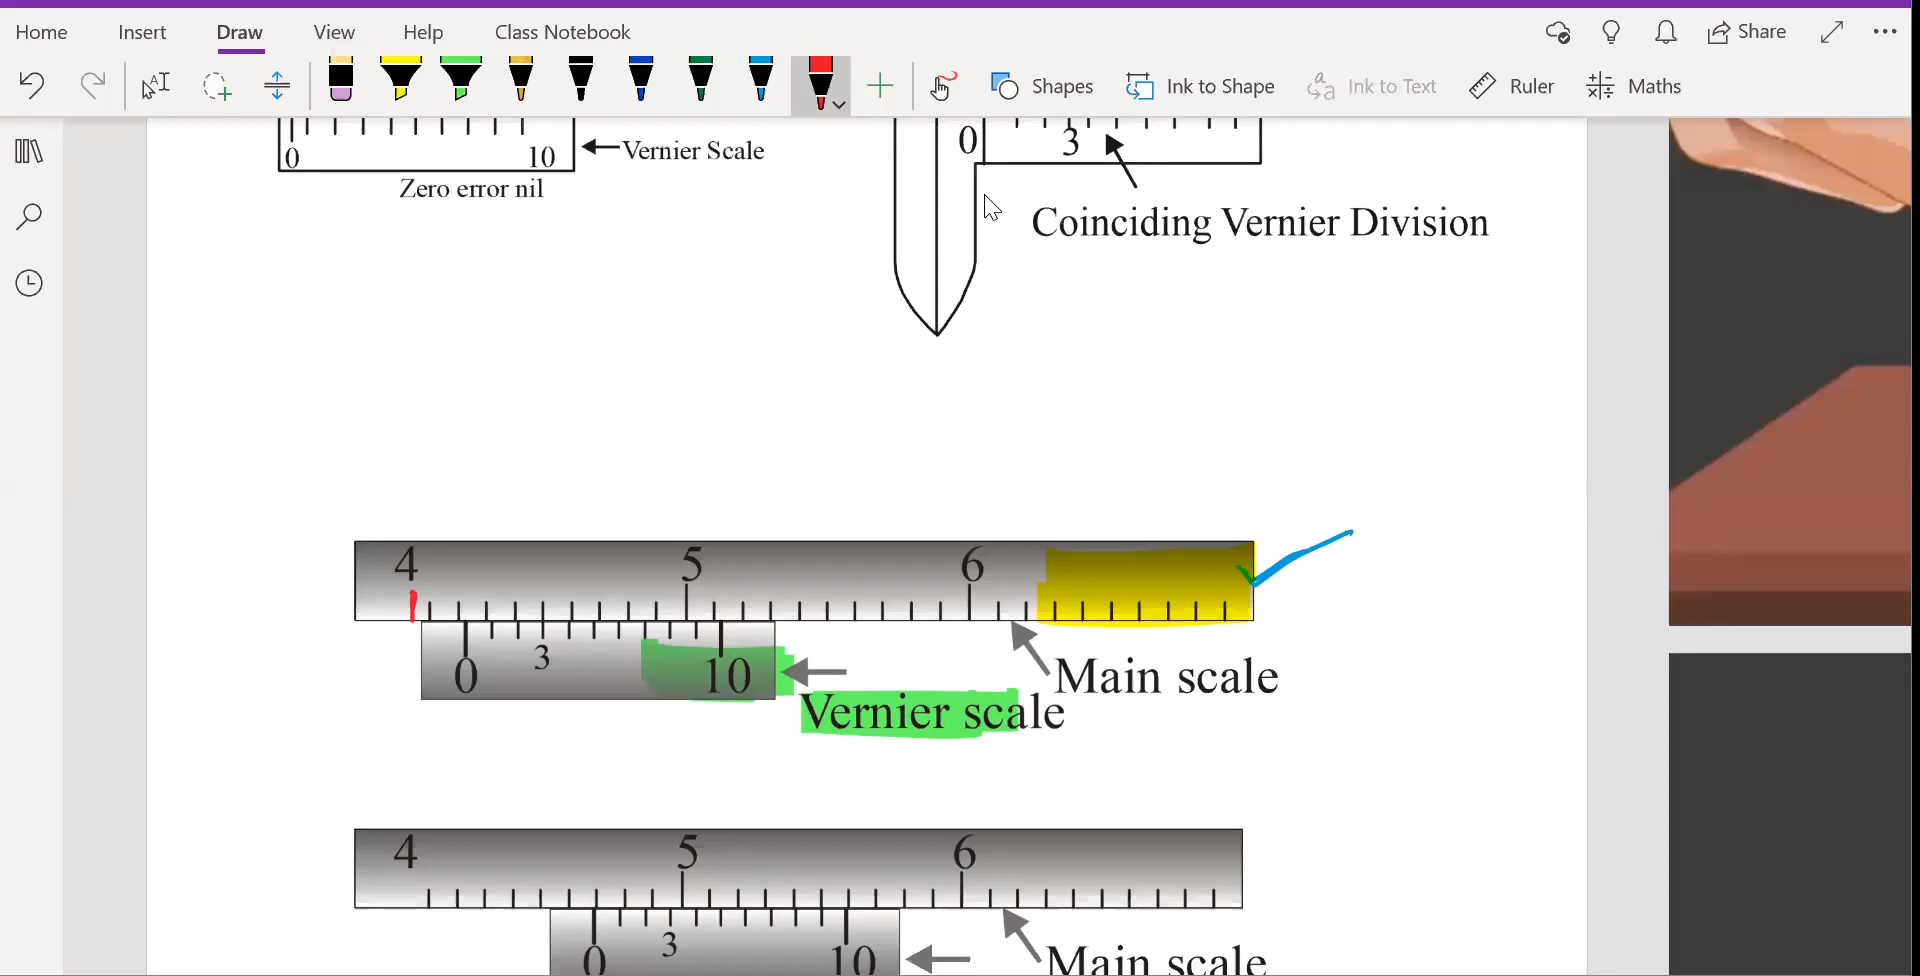 Home Insert Draw View Help Class Notebook Share
Shapes Ink to Shape Ink to Text Ruler Maths
0 10 Vernier Scale 0 3
Zero error nil
Coinciding Vernier Division
4 5 6
0 3 10 Main scale
Vernier scale
4 5 6
0 3 10 Main scale